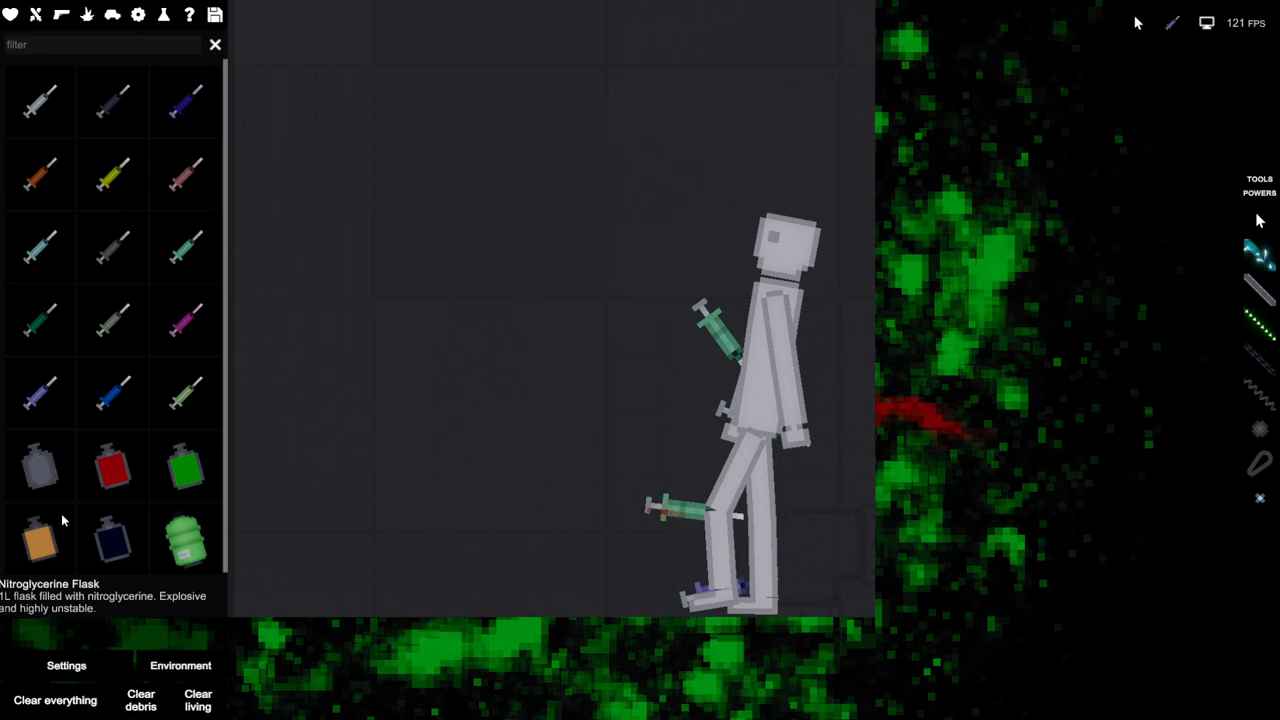 filter
121 FPS
TOOLS
POWERS
Nitroglycerine Flask
1L flask filled with nitroglycerine. Explosive
and highly unstable.
Settings
Environment
Clear everything
Clear
debris
Clear
living